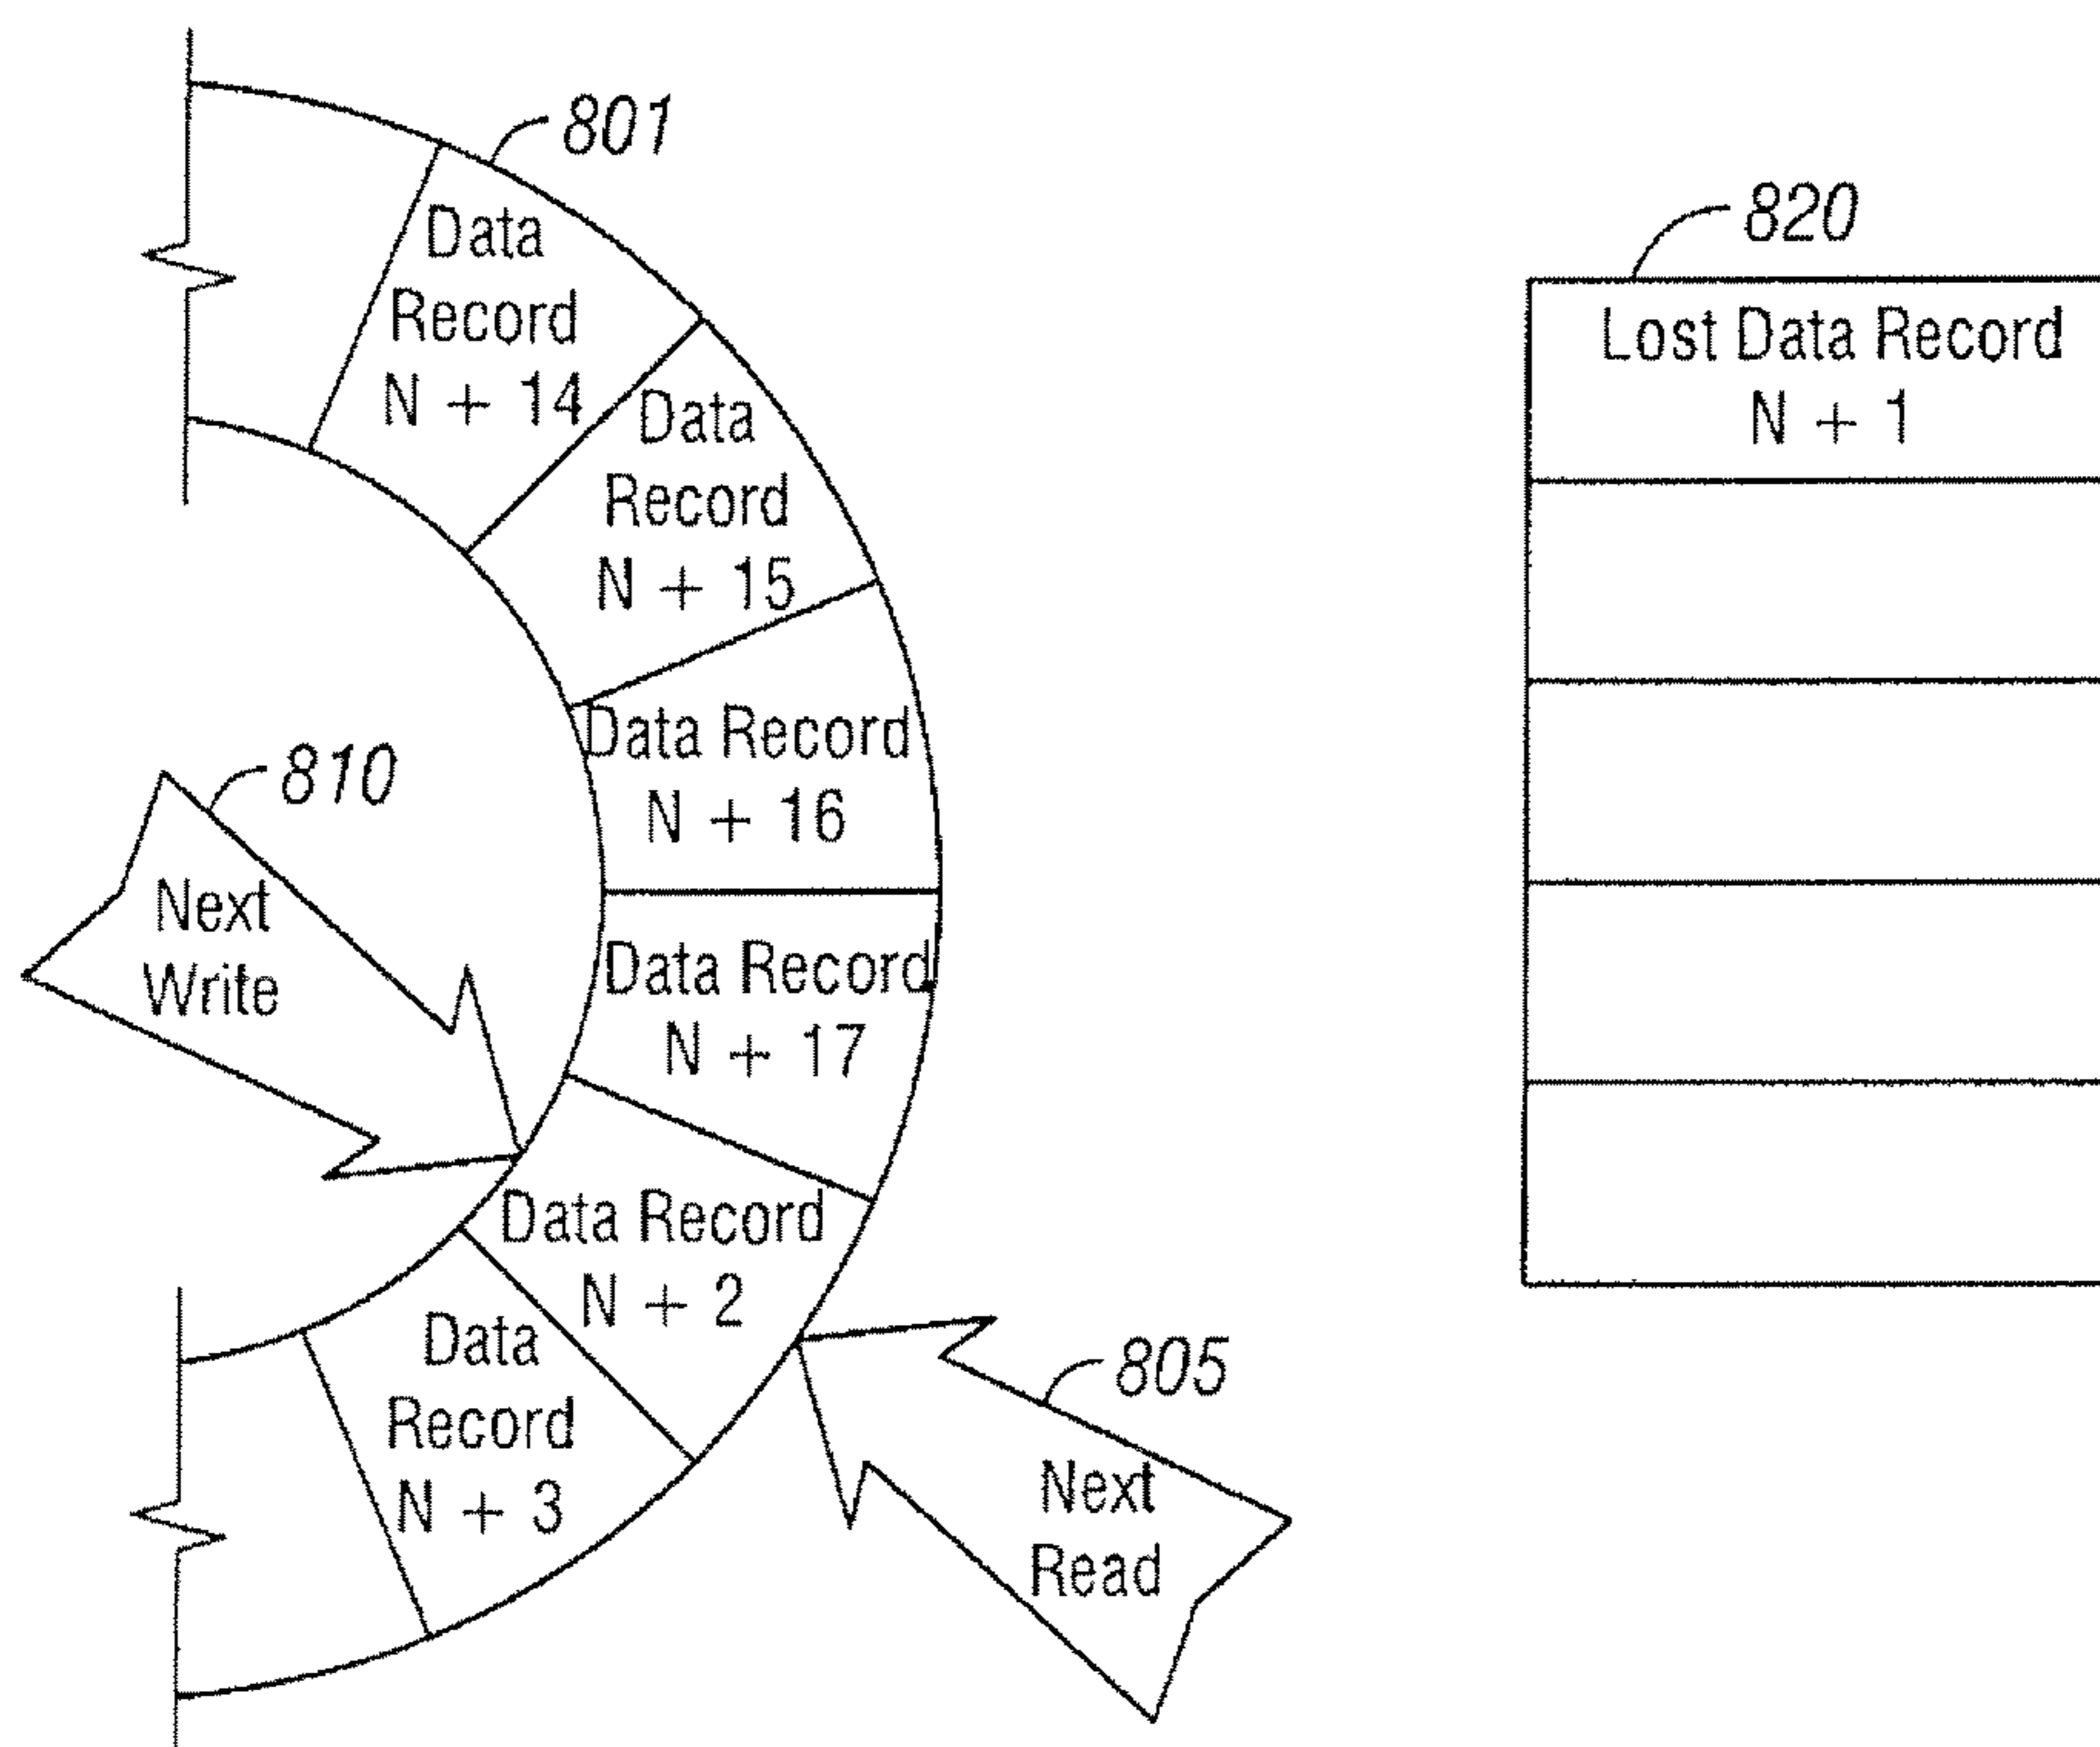 801
Data
Record
N + 14
Data
Record
N + 15
Data Record
N + 16
810
Next
Write
Data Record
N + 17
Data Record
N + 2
Data
Record
N + 3
805
Next
Read
820
Lost Data Record
N + 1